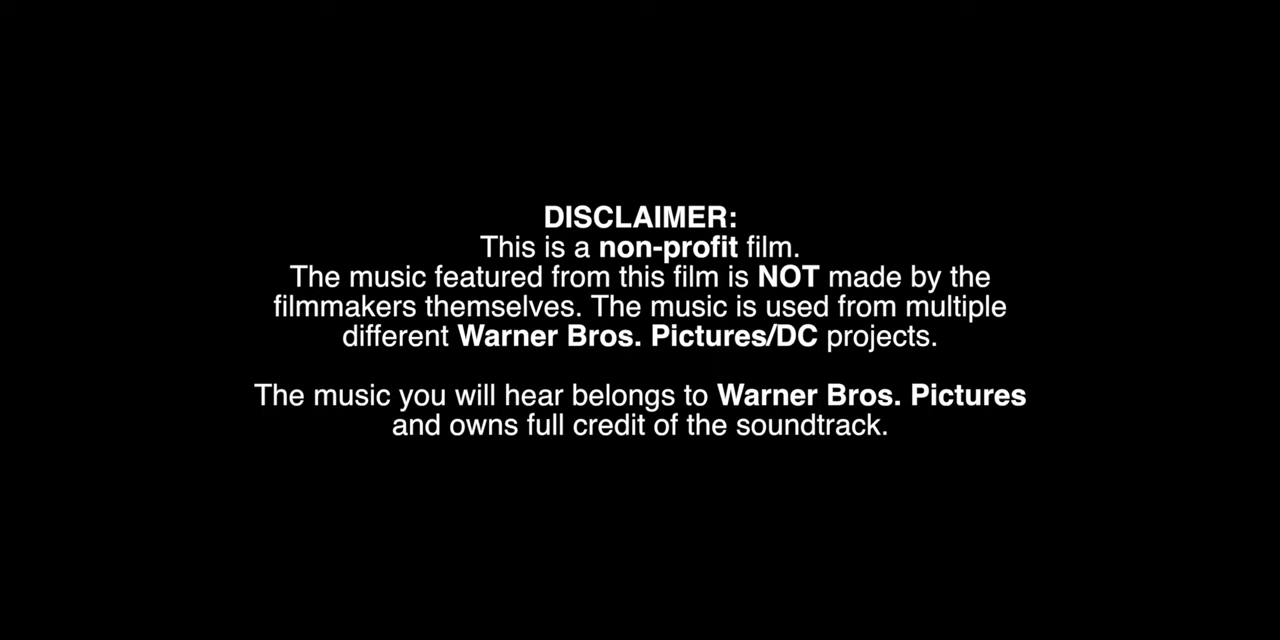 DISCLAIMER:
This is a non-profit film.
The music featured from this film is NOT made by the
filmmakers themselves. The music is used from multiple
different Warner Bros. Pictures/DC projects.
The music you will hear belongs to Warner Bros. Pictures
and owns full credit of the soundtrack.